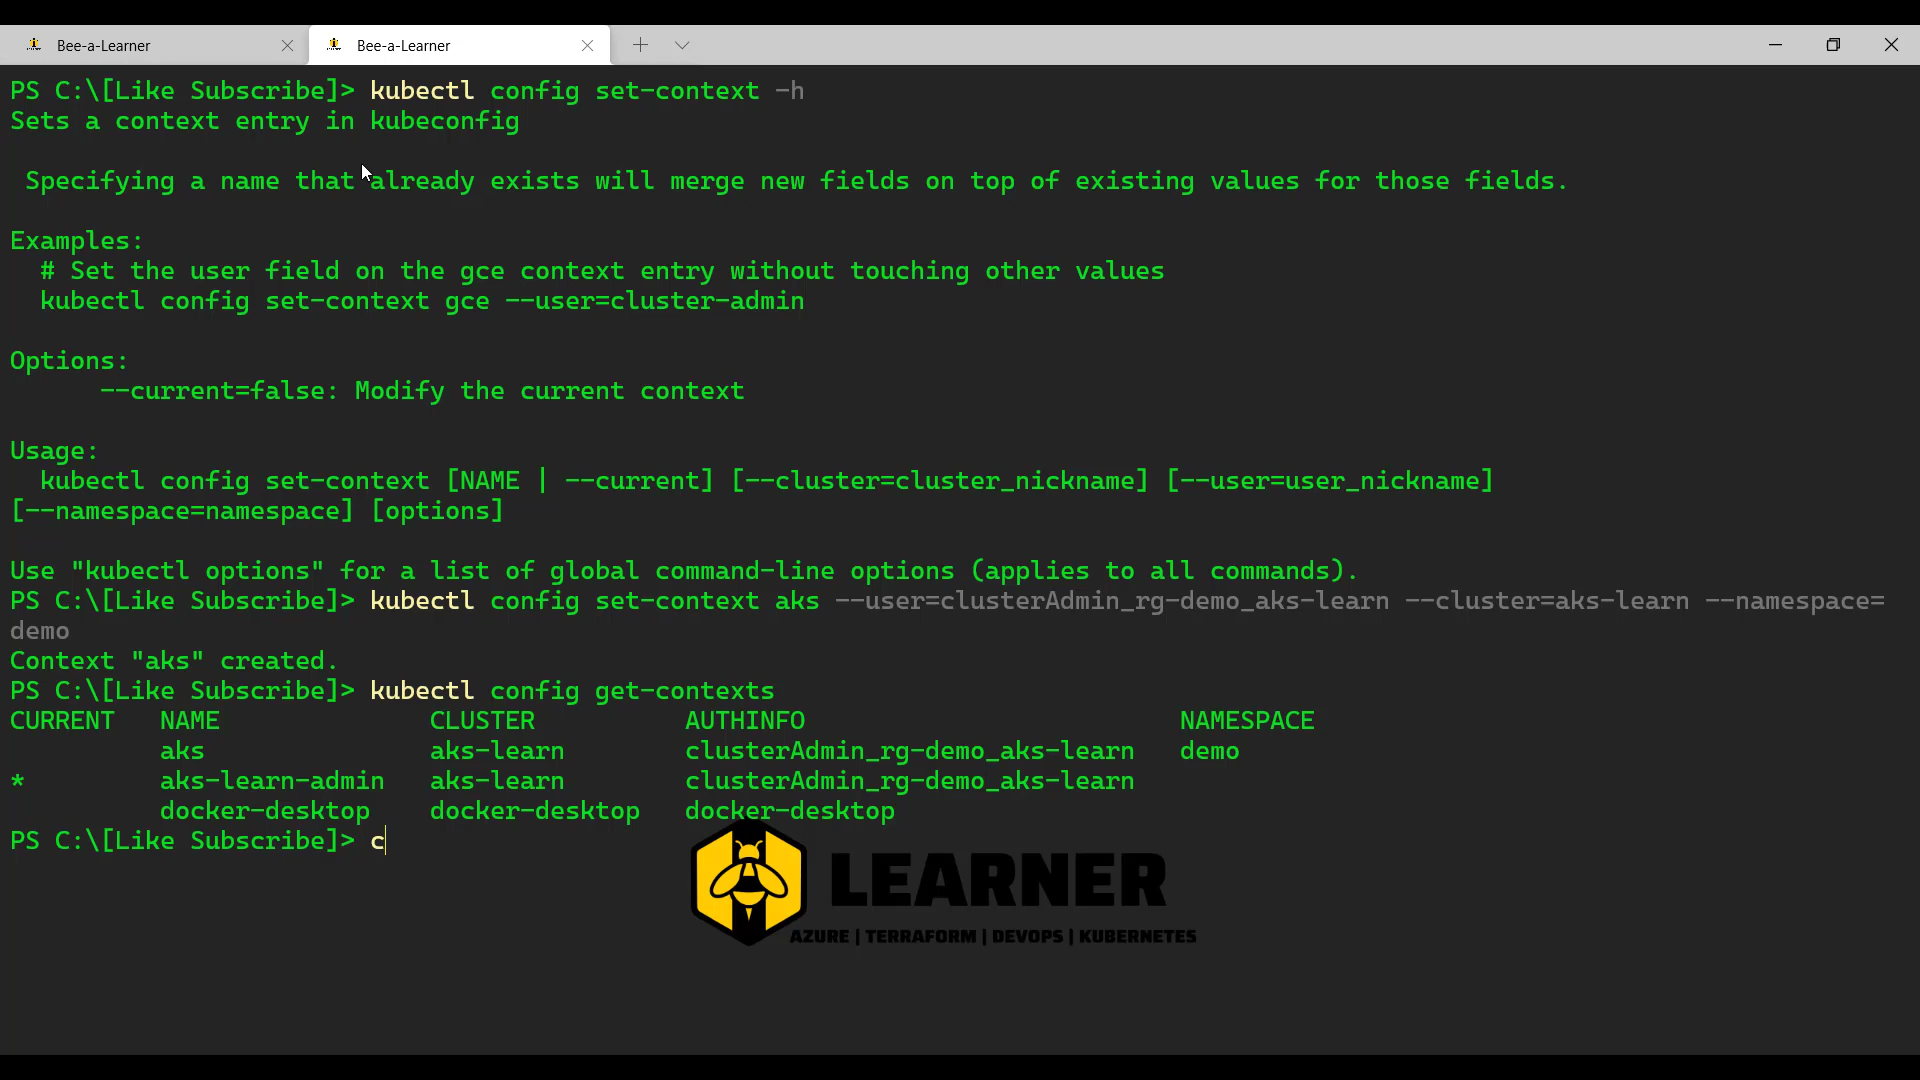 Bee-a-Learner
Bee-a-Learner
PS C:\[Like Subscribe]> kubectl config set-context -h
Sets a context entry in kubeconfig
Specifying a name that already exists will merge new fields on top of existing values for those fields.
Examples:
# Set the user field on the gce context entry without touching other values
kubectl config set-context gce --user=cluster-admin
Options:
--current=false: Modify the current context
Usage:
kubectl config set-context [NAME | --current] [--cluster=cluster_nickname] [--user=user_nickname]
[--namespace=namespace] [options]
Use "kubectl options" for a list of global command-line options (applies to all commands).
PS C:\[Like Subscribe]> kubectl config set-context aks --user=clusterAdmin_rg-demo_aks-learn --cluster=aks-learn --namespace=
demo
Context "aks" created.
PS C:\[Like Subscribe]> kubectl config get-contexts
CURRENT NAME CLUSTER AUTHINFO NAMESPACE
aks aks-learn clusterAdmin_rg-demo_aks-learn demo
* aks-learn-admin aks-learn clusterAdmin_rg-demo_aks-learn
docker-desktop docker-desktop docker-desktop
PS C:\[Like Subscribe]> c
LEARNER
AZURE | TERRAFORM | DEVOPS | KUBERNETES